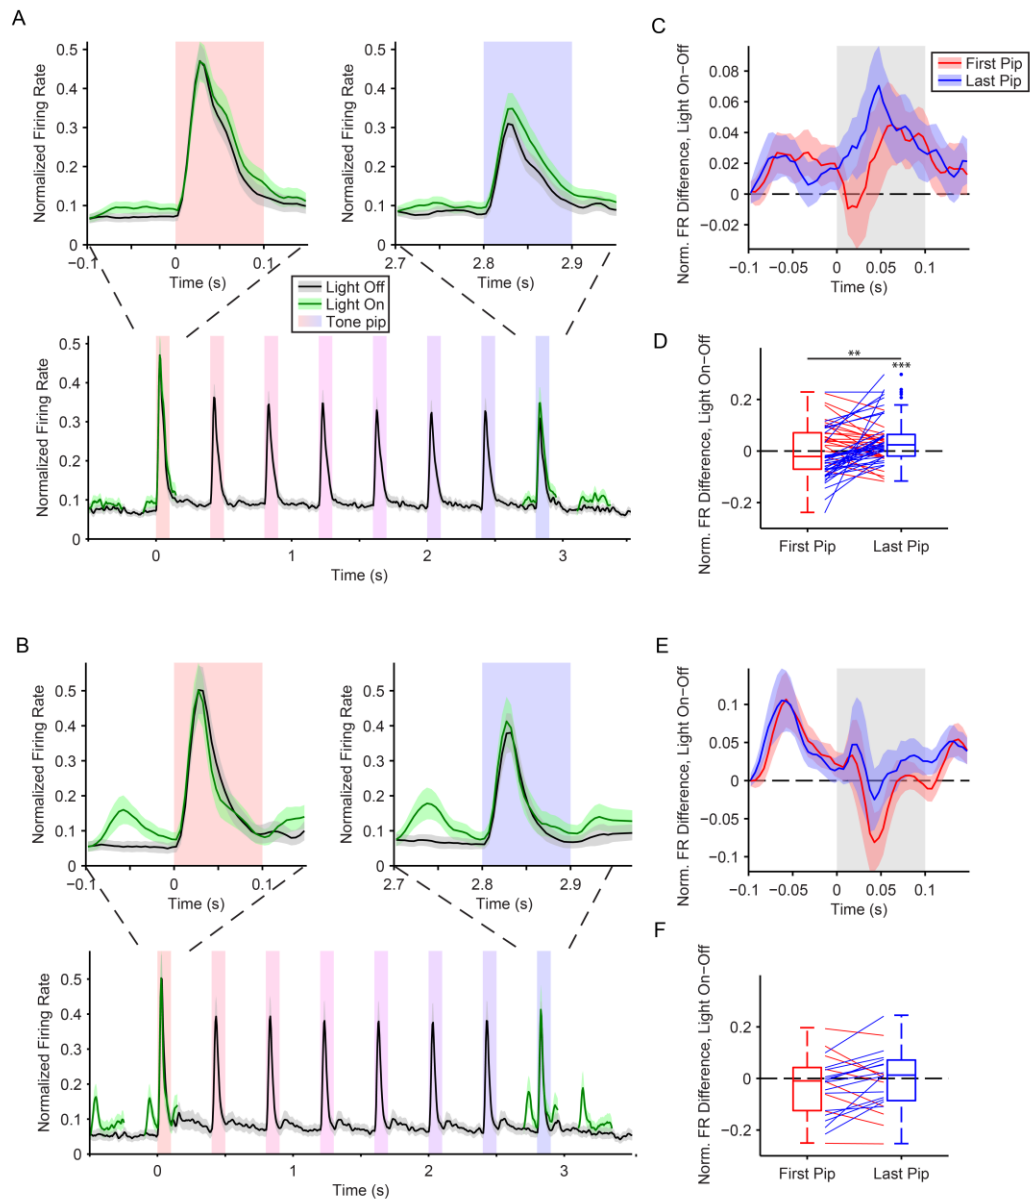 A
Normalized Firing Rate
0.5
0.4
0.3
0.2
0.1
0
−0.1
0
0.1
Time (s)
Normalized Firing Rate
0.5
0.4
0.3
0.2
0.1
0
2.7
2.8
2.9
Time (s)
Light Off
Light On
Tone pip
Normalized Firing Rate
0.5
0.4
0.3
0.2
0.1
0
0
1
2
3
Time (s)
C
First Pip
Last Pip
Norm. FR Difference, Light On−Off
0.08
0.06
0.04
0.02
0
−0.02
−0.1
−0.05
0
0.05
0.1
Time (s)
D
Norm. FR Difference, Light On−Off
**
***
0.2
0
−0.2
First Pip
Last Pip
B
Normalized Firing Rate
0.5
0.4
0.3
0.2
0.1
0
−0.1
0
0.1
Time (s)
Normalized Firing Rate
0.5
0.4
0.3
0.2
0.1
0
2.7
2.8
2.9
Time (s)
Normalized Firing Rate
0.5
0.4
0.3
0.2
0.1
0
0
1
2
3
Time (s)
E
Norm. FR Difference, Light On−Off
0.1
0.05
0
−0.05
−0.1
−0.1
−0.05
0
0.05
0.1
Time (s)
F
Norm. FR Difference, Light On−Off
0.2
0
−0.2
First Pip
Last Pip